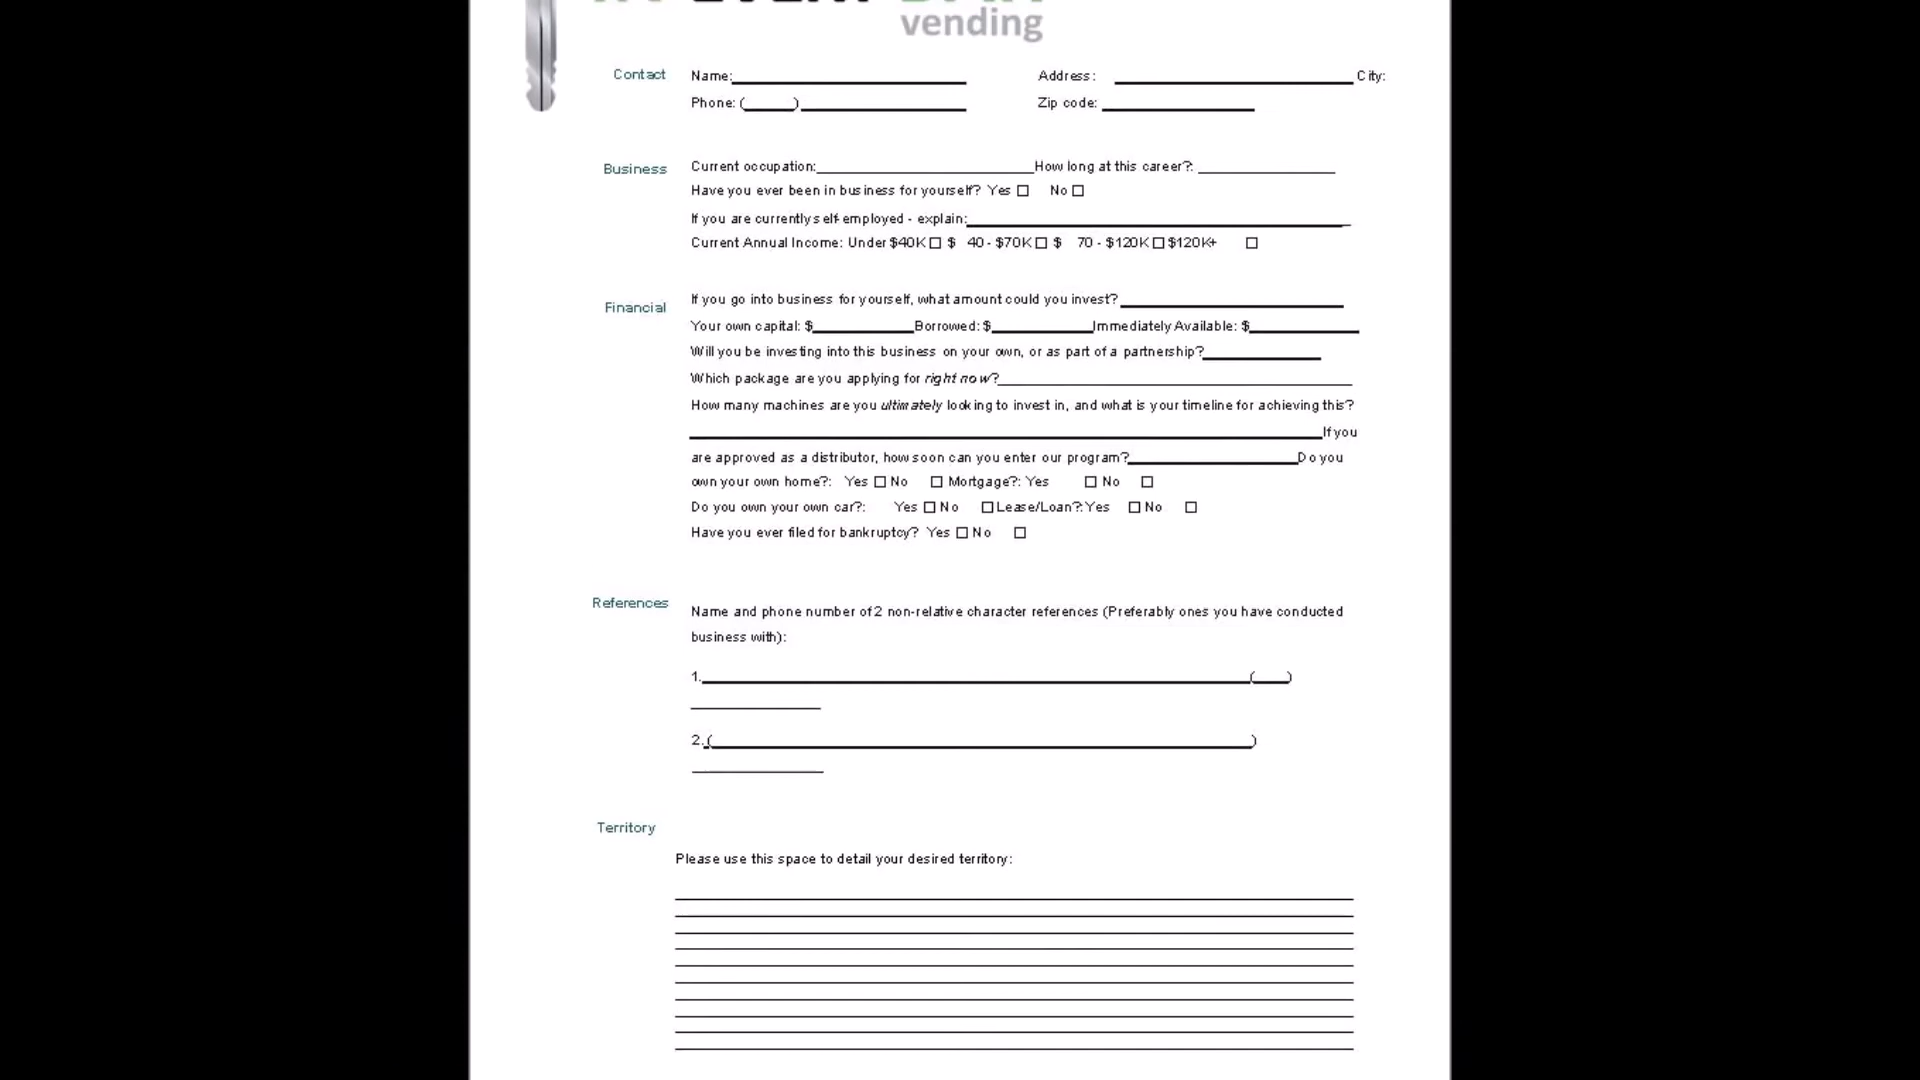 vending
Contact
Name: Address: City:
Phone: ( ) Zip code:
Business
Current occupation: How long at this career?:
Have you ever been in business for yourself? Yes ☐ No ☐
If you are currently self-employed - explain:
Current Annual Income: Under $40K ☐ $ 40 - $70K ☐ $ 70 - $120K ☐ $120K+ ☐
Financial
If you go into business for yourself, what amount could you invest?
Your own capital: $ Borrowed: $ Immediately Available: $
Will you be investing into this business on your own, or as part of a partnership?
Which package are you applying for right now?
How many machines are you ultimately looking to invest in, and what is your timeline for achieving this?
If you
are approved as a distributor, how soon can you enter our program? Do you
own your own home?: Yes ☐ No ☐ Mortgage?: Yes ☐ No ☐
Do you own your own car?: Yes ☐ No ☐ Lease/Loan?: Yes ☐ No ☐
Have you ever filed for bankruptcy? Yes ☐ No ☐
References
Name and phone number of 2 non-relative character references (Preferably ones you have conducted
business with):
1. ( )
2. ( )
Territory
Please use this space to detail your desired territory: